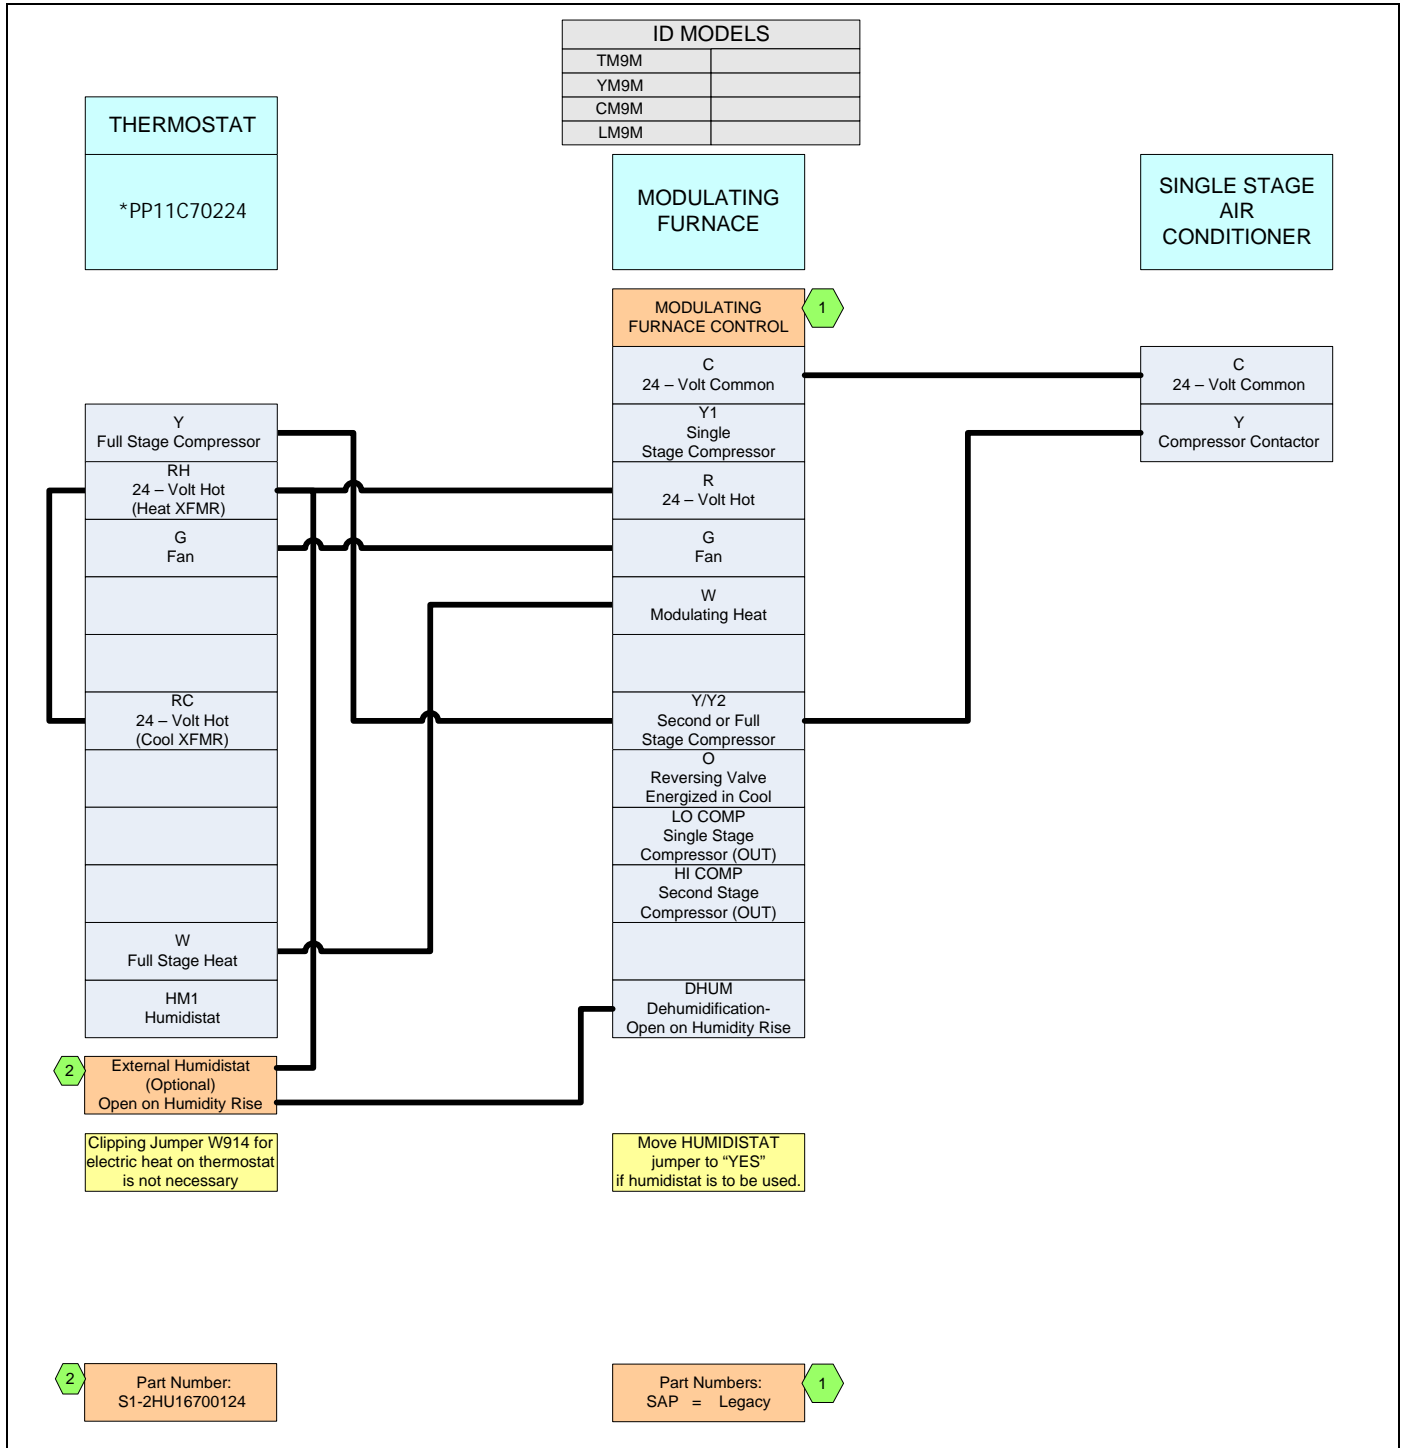 ID MODELS
TM9M
YM9M
CM9M
LM9M
THERMOSTAT
*PP11C70224
MODULATING
FURNACE
SINGLE STAGE
AIR
CONDITIONER
MODULATING
FURNACE CONTROL
1
C
24 – Volt Common
Y1
Single
Stage Compressor
R
24 – Volt Hot
G
Fan
W
Modulating Heat
Y/Y2
Second or Full
Stage Compressor
O
Reversing Valve
Energized in Cool
LO COMP
Single Stage
Compressor (OUT)
HI COMP
Second Stage
Compressor (OUT)
DHUM
Dehumidification-
Open on Humidity Rise
C
24 – Volt Common
Y
Compressor Contactor
Y
Full Stage Compressor
RH
24 – Volt Hot
(Heat XFMR)
G
Fan
RC
24 – Volt Hot
(Cool XFMR)
W
Full Stage Heat
HM1
Humidistat
2
External Humidistat
(Optional)
Open on Humidity Rise
Clipping Jumper W914 for
electric heat on thermostat
is not necessary
Move HUMIDISTAT
jumper to “YES”
if humidistat is to be used.
2
Part Number:
S1-2HU16700124
Part Numbers:
SAP = Legacy
1